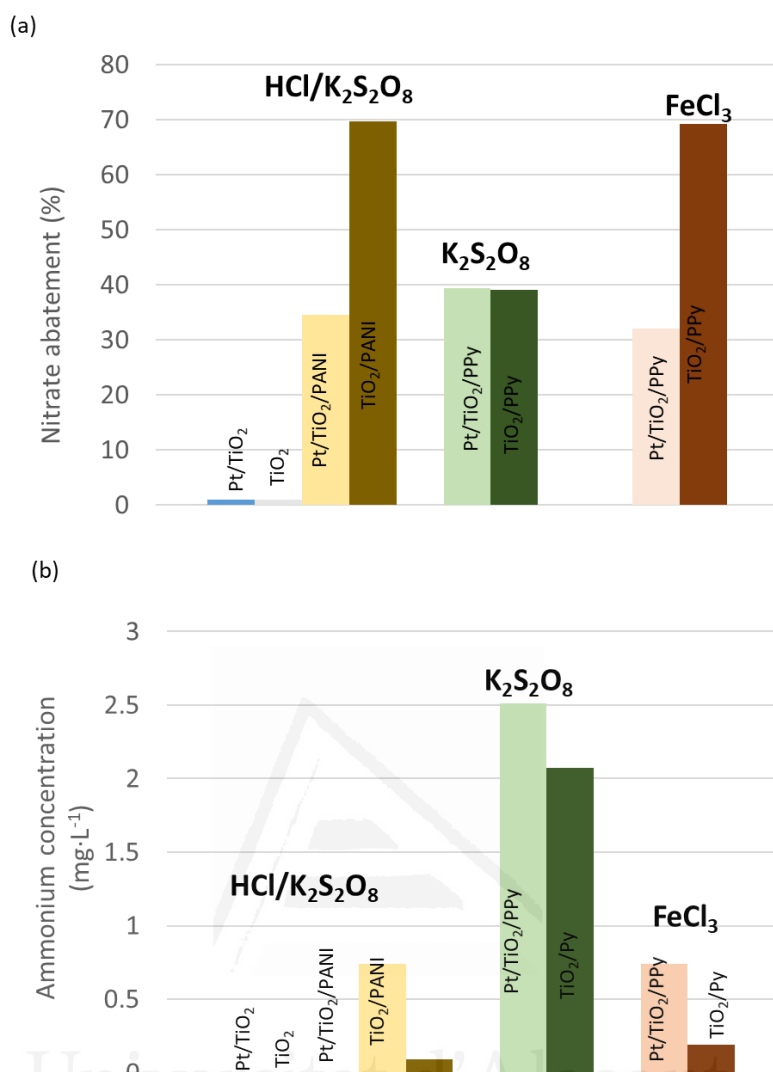 (a)
80
70
60
50
40
30
20
10
0
Nitrate abatement (%)
HCl/K₂S₂O₈
K₂S₂O₈
FeCl₃
Pt/TiO₂
TiO₂
Pt/TiO₂/PANI
TiO₂/PANI
Pt/TiO₂/PPy
TiO₂/PPy
Pt/TiO₂/PPy
TiO₂/PPy
(b)
3
2.5
2
1.5
1
0.5
0
Ammonium concentration
(mg·L⁻¹)
K₂S₂O₈
HCl/K₂S₂O₈
FeCl₃
Pt/TiO₂
TiO₂
Pt/TiO₂/PANI
TiO₂/PANI
Pt/TiO₂/PPy
TiO₂/Py
Pt/TiO₂/PPy
TiO₂/Py